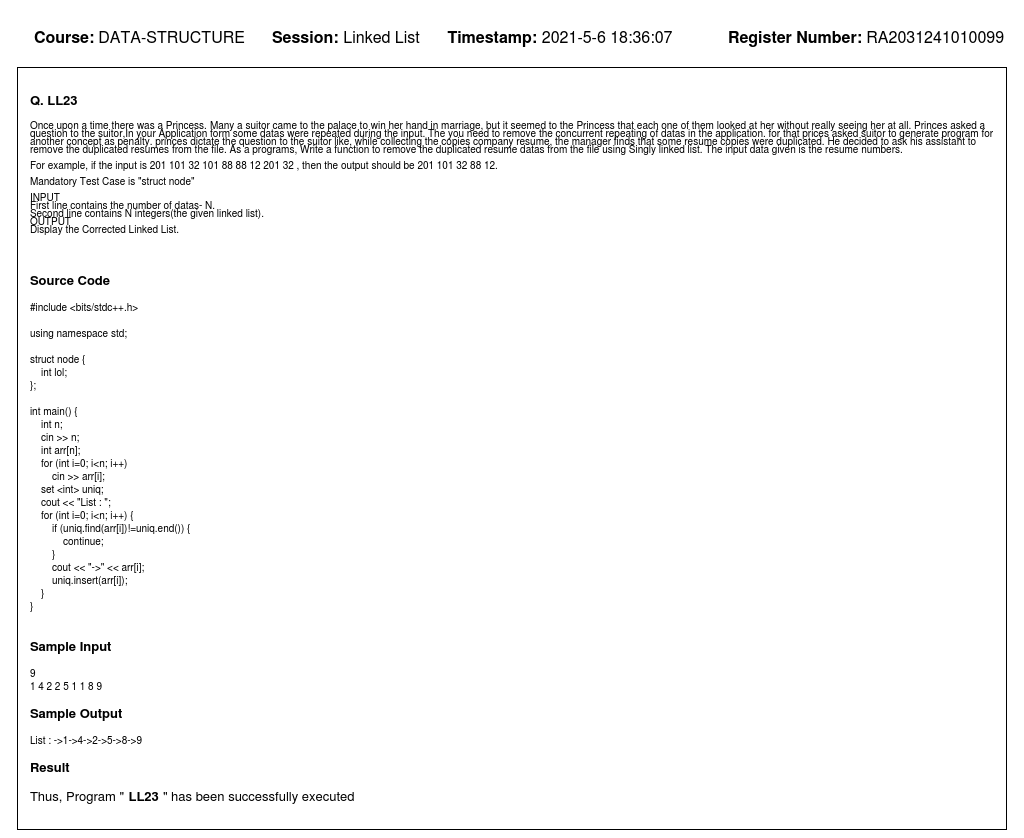 Course: DATA-STRUCTURE Session: Linked List Timestamp: 2021-5-6 18:36:07 Register Number: RA2031241010099
Q. LL23
Once upon a time there was a Princess. Many a suitor came to the palace to win her hand in marriage, but it seemed to the Princess that each one of them looked at her without really seeing her at all. Princes asked a
question to the suitor,in your Application form some datas were repeated during the input. The you need to remove the concurrent repeating of datas in the application. for that prices asked suitor to generate program for
another concept as penalty. princes dictate the question to the suitor like, while collecting the copies company resume, the manager finds that some resume copies were duplicated. He decided to ask his assistant to
remove the duplicated resumes from the file. As a programs, Write a function to remove the duplicated resume datas from the file using Singly linked list. The input data given is the resume numbers.
For example, if the input is 201 101 32 101 88 88 12 201 32 , then the output should be 201 101 32 88 12.
Mandatory Test Case is "struct node"
INPUT
First line contains the number of datas- N.
Second line contains N integers(the given linked list).
OUTPUT
Display the Corrected Linked List.
Source Code
#include <bits/stdc++.h>
using namespace std;
struct node {
    int lol;
};
int main() {
    int n;
    cin >> n;
    int arr[n];
    for (int i=0; i<n; i++)
        cin >> arr[i];
    set <int> uniq;
    cout << "List : ";
    for (int i=0; i<n; i++) {
        if (uniq.find(arr[i])!=uniq.end()) {
            continue;
        }
        cout << "->" << arr[i];
        uniq.insert(arr[i]);
    }
}
Sample Input
9
1 4 2 2 5 1 1 8 9
Sample Output
List : ->1->4->2->5->8->9
Result
Thus, Program " LL23 " has been successfully executed